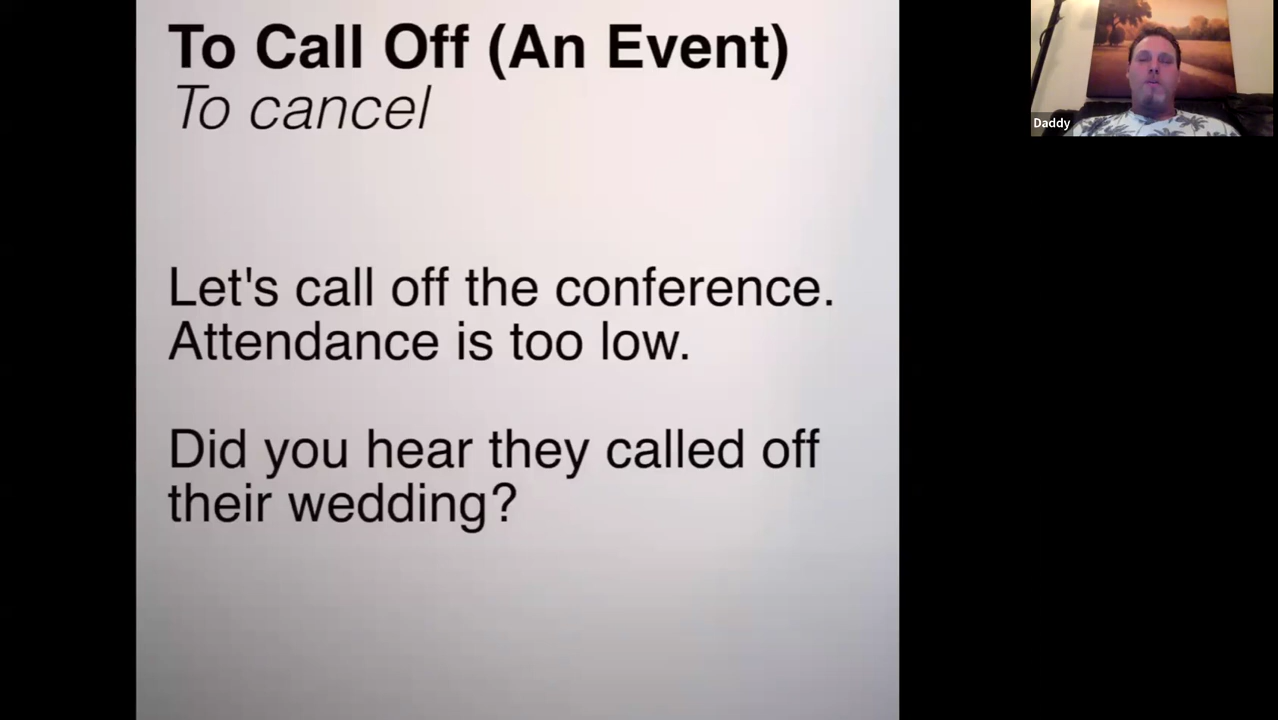 To Call Off (An Event)
To cancel
Let's call off the conference.
Attendance is too low.
Did you hear they called off
their wedding?
Daddy